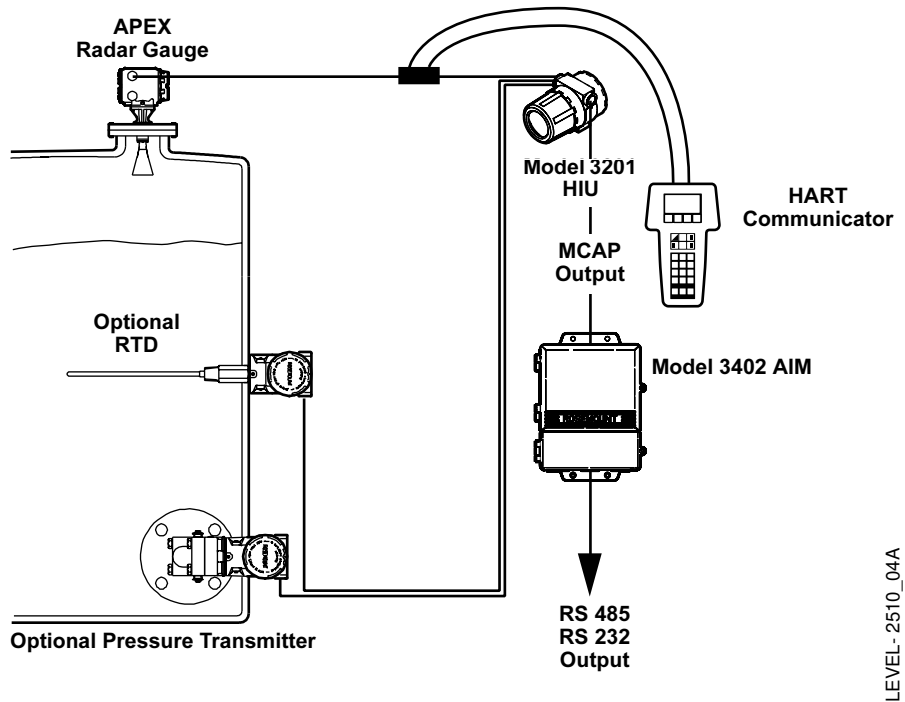 APEX
Radar Gauge
Model 3201
HIU
HART
Communicator
MCAP
Output
Optional
RTD
Model 3402 AIM
ROSEMOUNT
Optional Pressure Transmitter
RS 485
RS 232
Output
LEVEL- 2510_04A